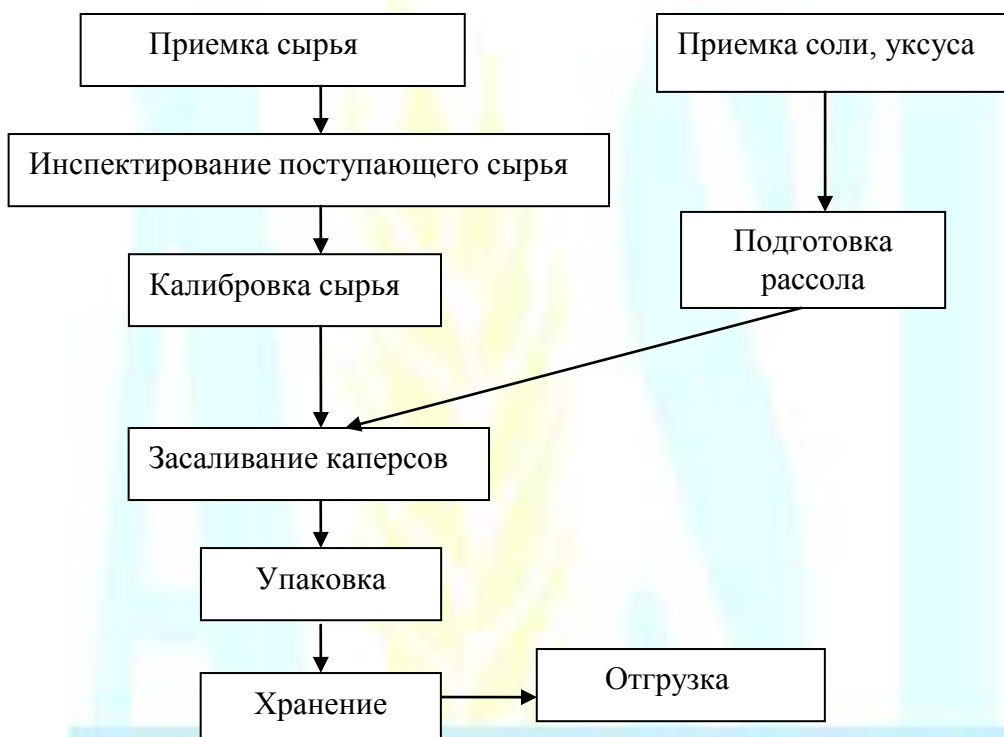 Приемка сырья
Приемка соли, уксуса
Инспектирование поступающего сырья
Подготовка
рассола
Калибровка сырья
Засаливание каперсов
Упаковка
Хранение
Отгрузка